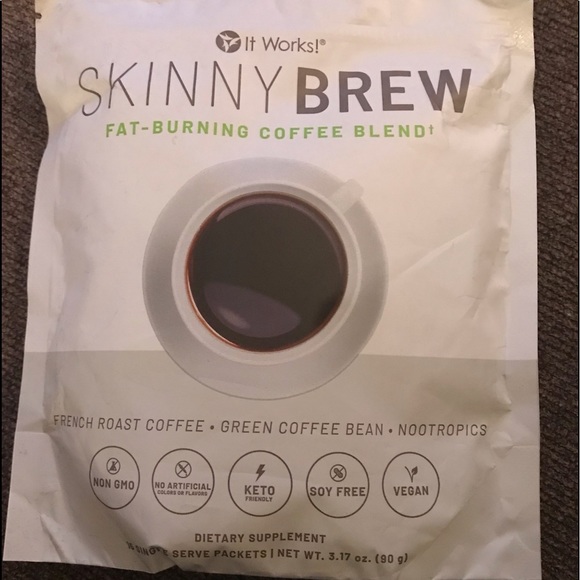 It Works!®
SKINNY BREW
FAT-BURNING COFFEE BLEND†
FRENCH ROAST COFFEE • GREEN COFFEE BEAN • NOOTROPICS
NON GMO
NO ARTIFICIAL
COLORS OR FLAVORS
KETO
FRIENDLY
SOY FREE
VEGAN
DIETARY SUPPLEMENT
SINGLE SERVE PACKETS | NET WT. 3.17 oz. (90 g)